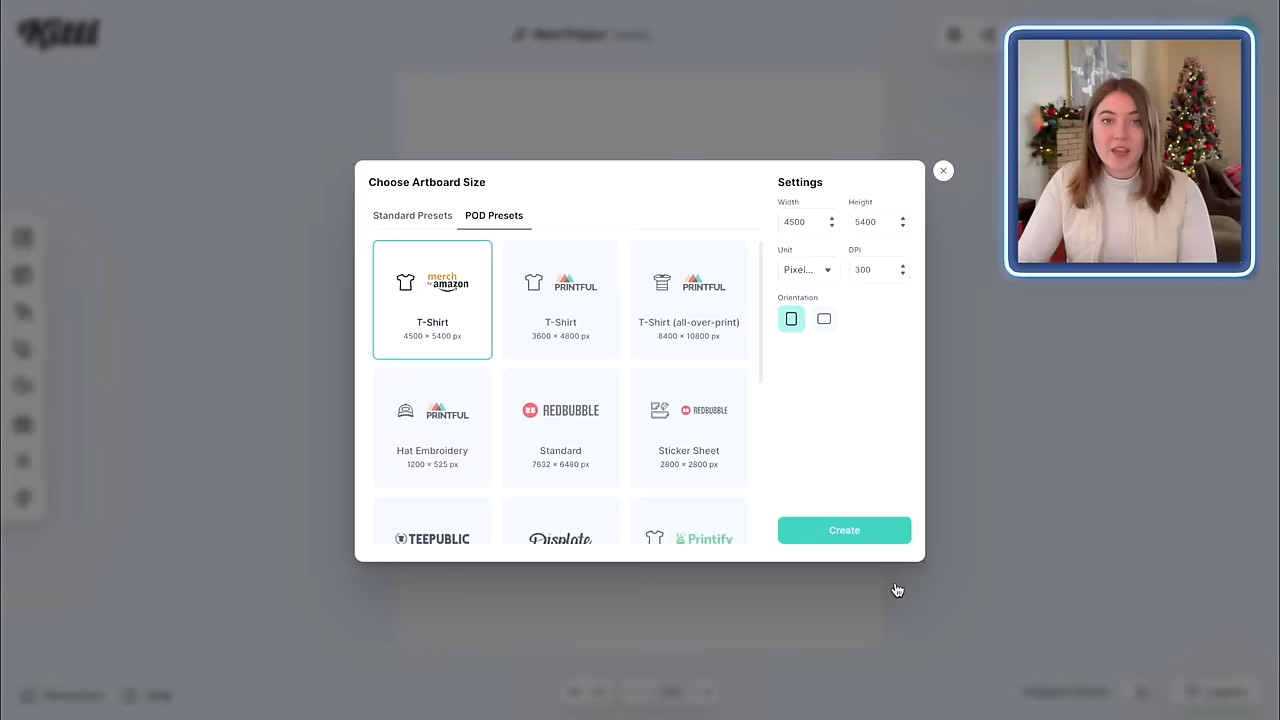 Kittl
Choose Artboard Size
Settings
Standard Presets
POD Presets
Width
Height
4500
5400
Unit
DPI
Pixel...
300
Orientation
merch
by amazon
T-Shirt
4500 × 5400 px
PRINTFUL
T-Shirt
3600 × 4800 px
PRINTFUL
T-Shirt (all-over-print)
8400 × 10800 px
PRINTFUL
Hat Embroidery
1200 × 525 px
RB REDBUBBLE
Standard
7632 × 6480 px
RB REDBUBBLE
Sticker Sheet
2800 × 2800 px
TEEPUBLIC
Displate
Printify
Create